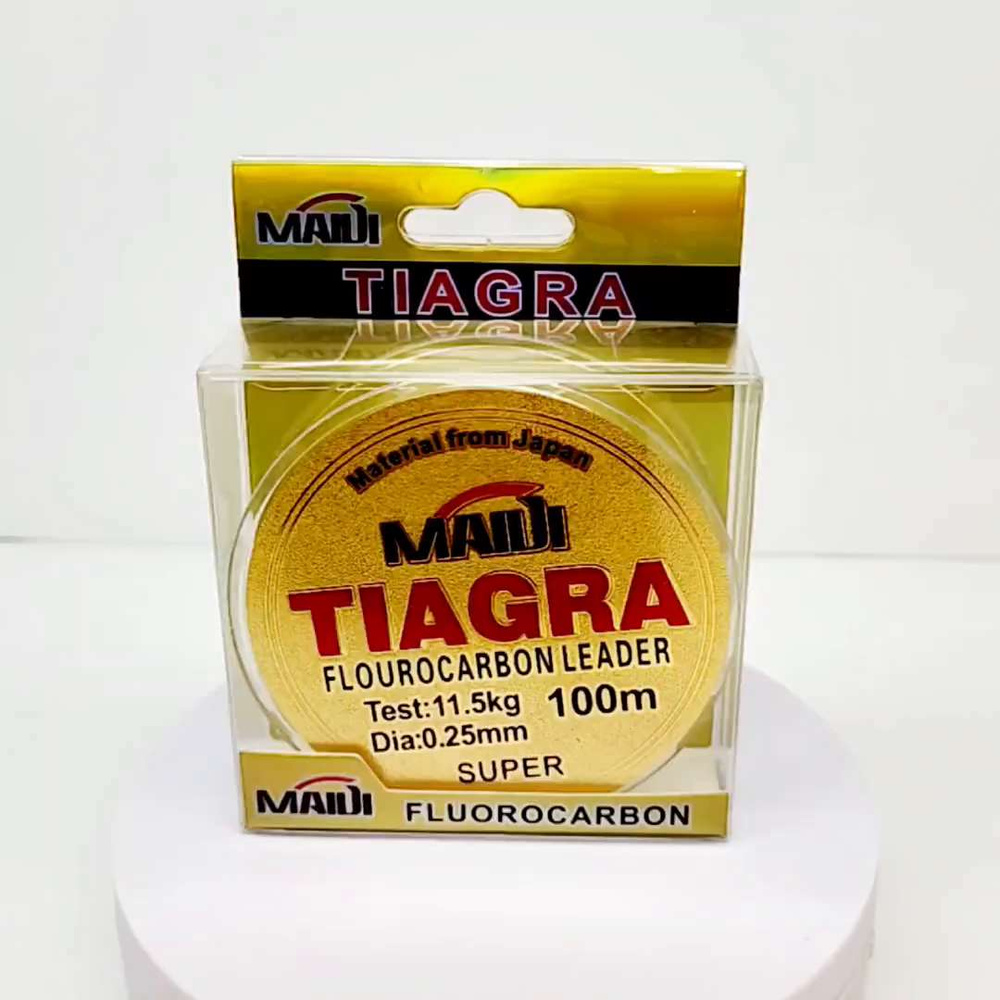 MAIDI
TIAGRA
Material from Japan
MAIDI
TIAGRA
FLOUROCARBON LEADER
Test:11.5kg 100m
Dia:0.25mm
SUPER
MAIDI FLUOROCARBON